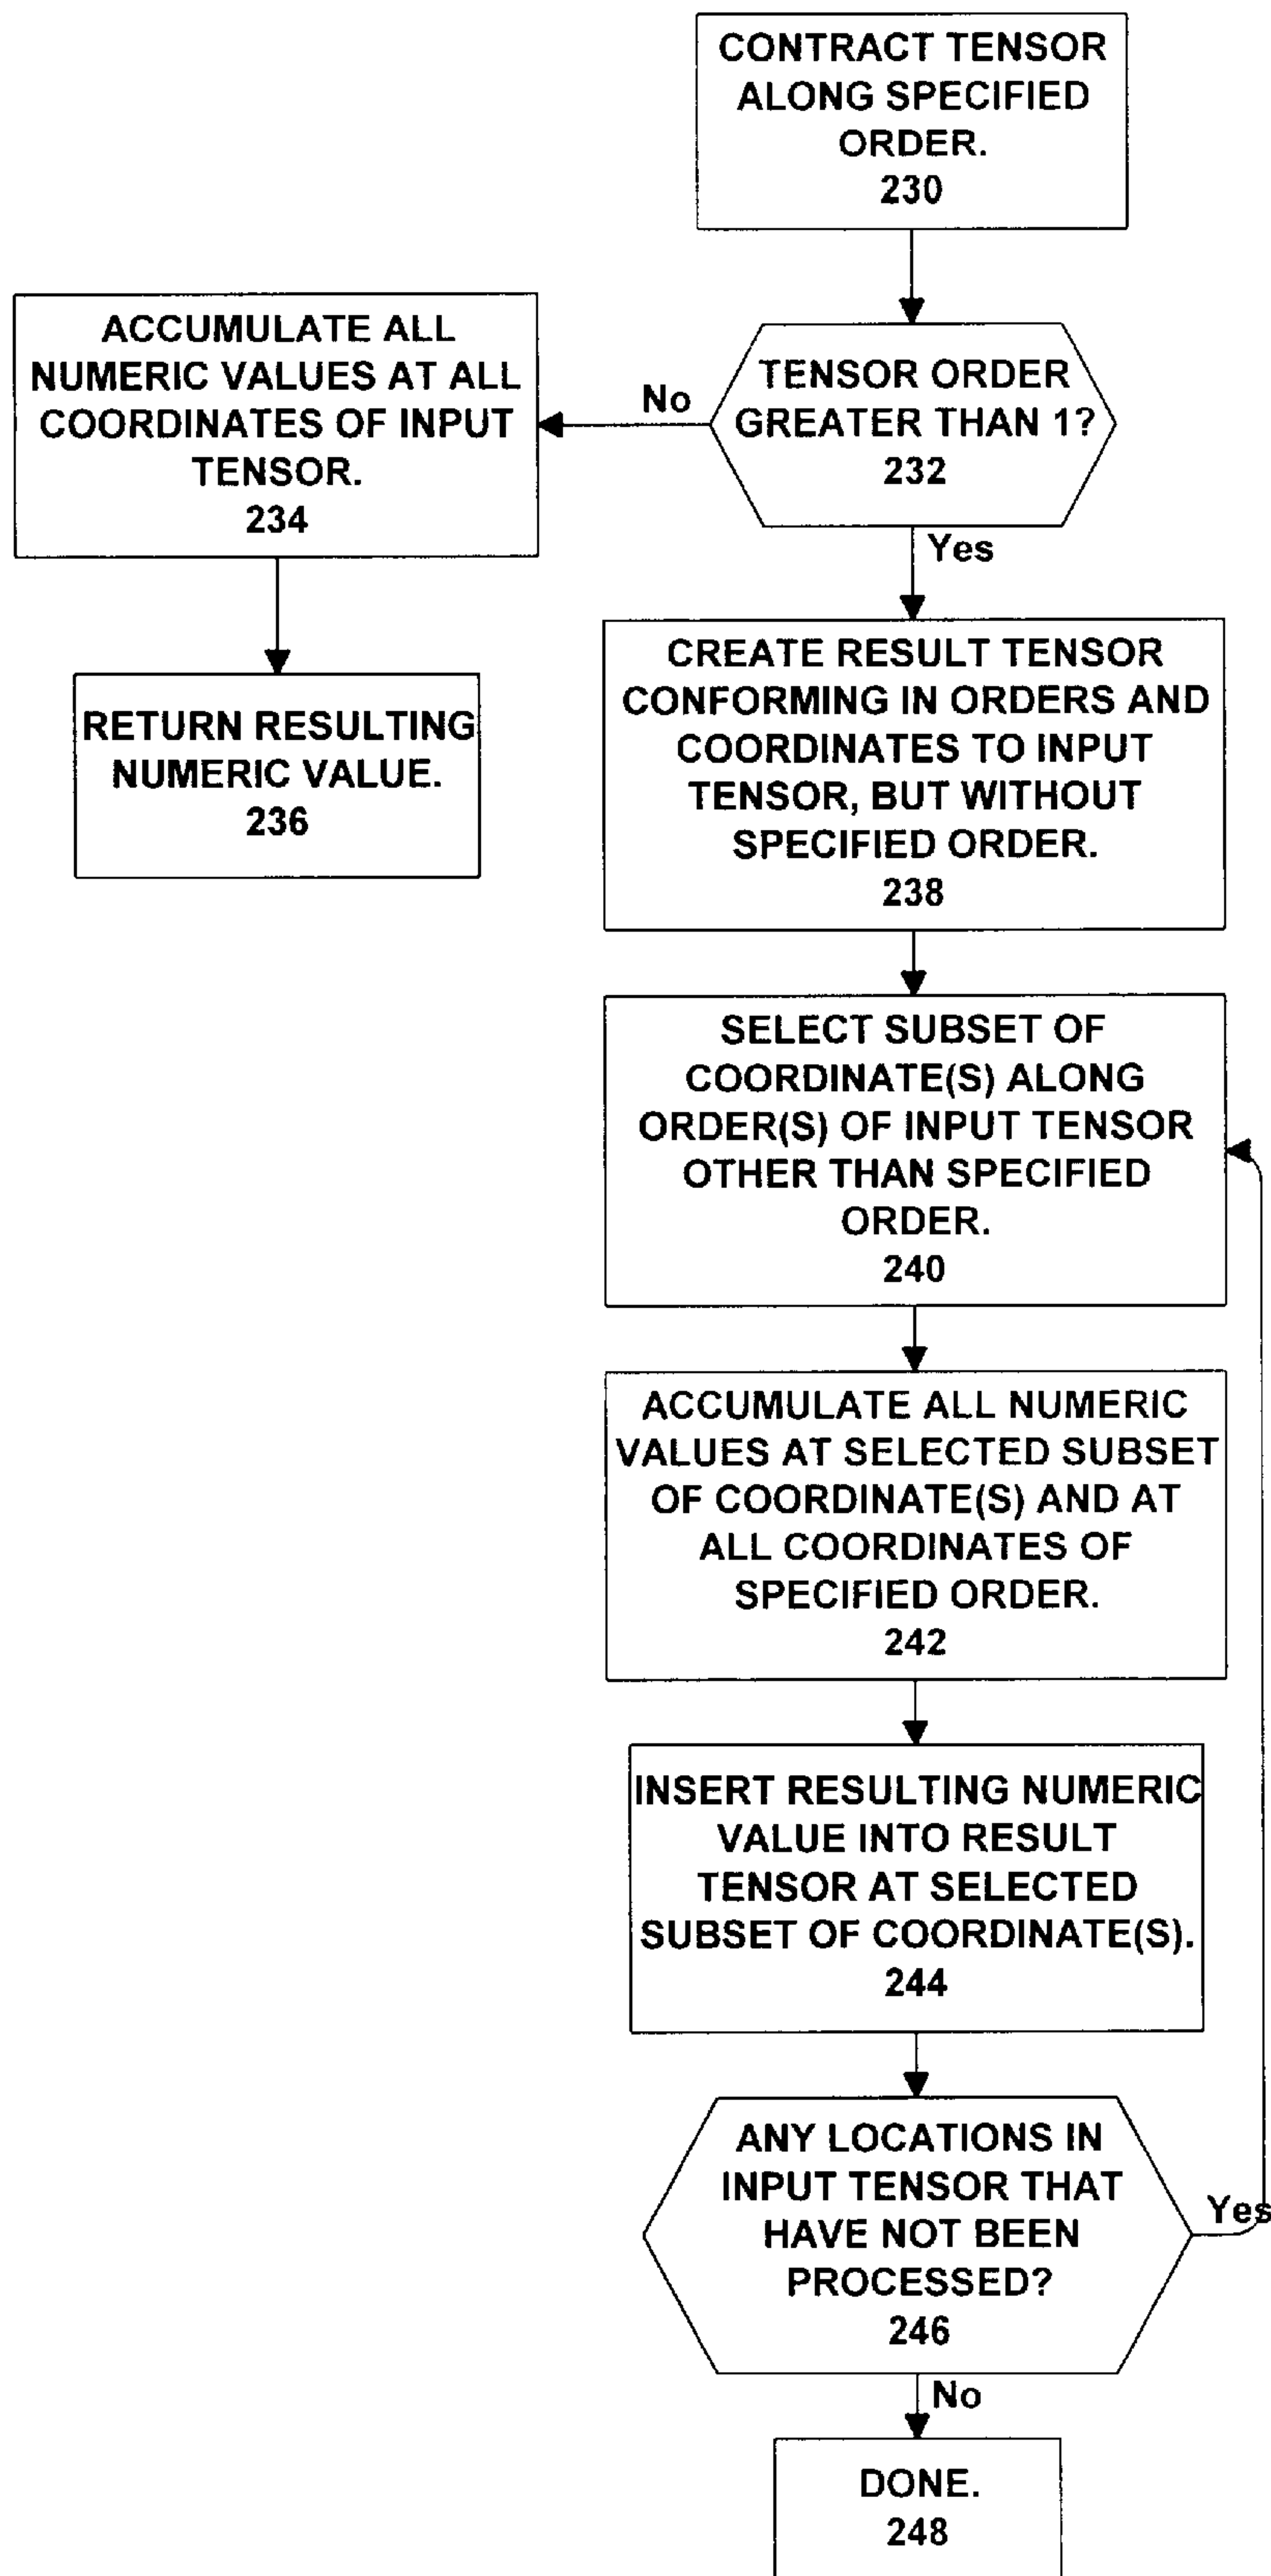 CONTRACT TENSOR
ALONG SPECIFIED
ORDER.
230
TENSOR ORDER
GREATER THAN 1?
232
No
ACCUMULATE ALL
NUMERIC VALUES AT ALL
COORDINATES OF INPUT
TENSOR.
234
RETURN RESULTING
NUMERIC VALUE.
236
Yes
CREATE RESULT TENSOR
CONFORMING IN ORDERS AND
COORDINATES TO INPUT
TENSOR, BUT WITHOUT
SPECIFIED ORDER.
238
SELECT SUBSET OF
COORDINATE(S) ALONG
ORDER(S) OF INPUT TENSOR
OTHER THAN SPECIFIED
ORDER.
240
ACCUMULATE ALL NUMERIC
VALUES AT SELECTED SUBSET
OF COORDINATE(S) AND AT
ALL COORDINATES OF
SPECIFIED ORDER.
242
INSERT RESULTING NUMERIC
VALUE INTO RESULT
TENSOR AT SELECTED
SUBSET OF COORDINATE(S).
244
ANY LOCATIONS IN
INPUT TENSOR THAT
HAVE NOT BEEN
PROCESSED?
246
Yes
No
DONE.
248